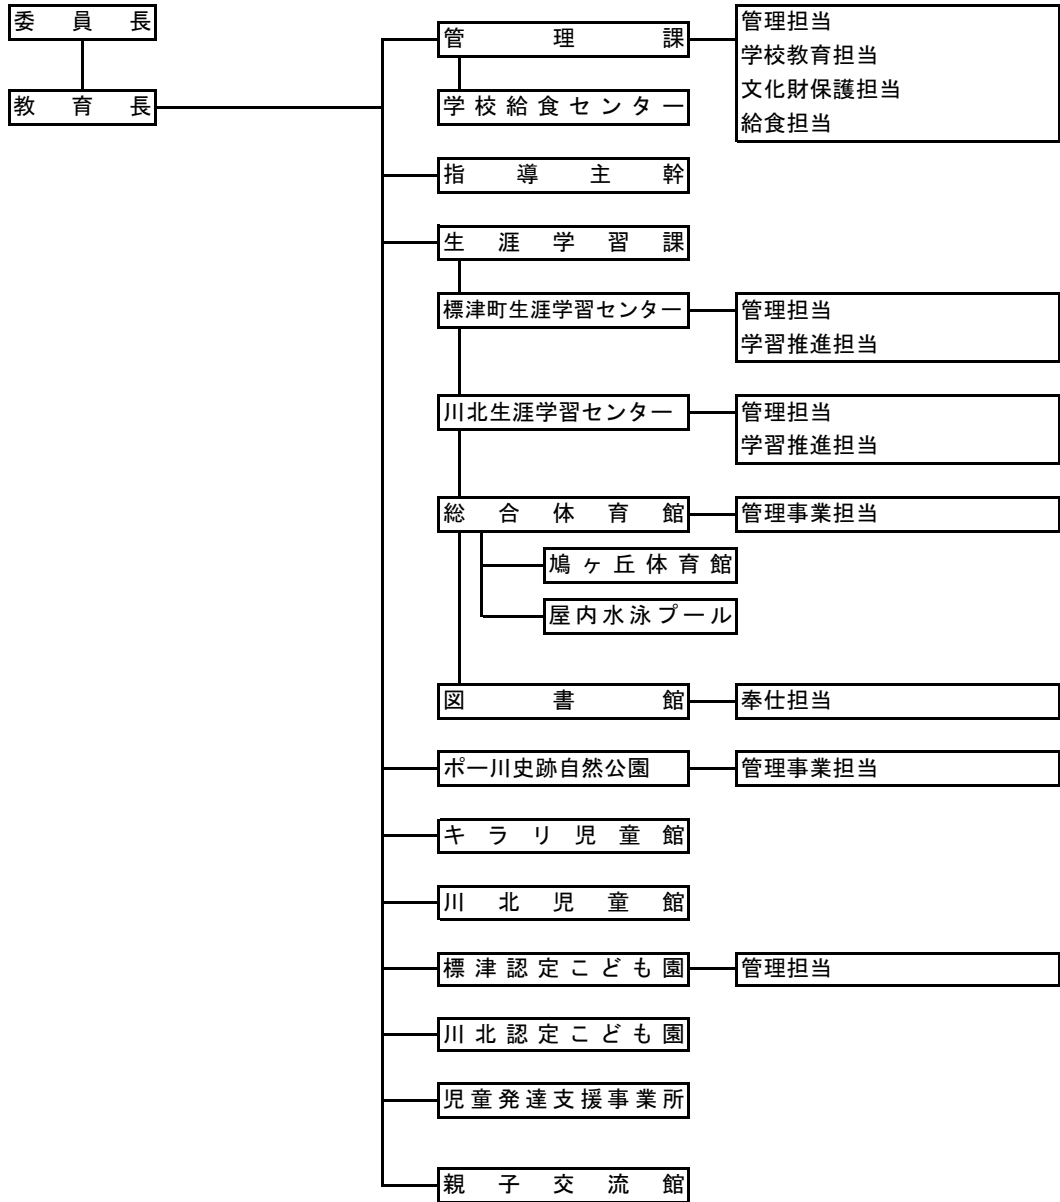 委員長
管理課
管理担当
学校教育担当
文化財保護担当
給食担当
教育長
学校給食センター
指導主幹
生涯学習課
標津町生涯学習センター
管理担当
学習推進担当
川北生涯学習センター
管理担当
学習推進担当
総合体育館
管理事業担当
鳩ヶ丘体育館
屋内水泳プール
図書館
奉仕担当
ポー川史跡自然公園
管理事業担当
キラリ児童館
川北児童館
標津認定こども園
管理担当
川北認定こども園
児童発達支援事業所
親子交流館